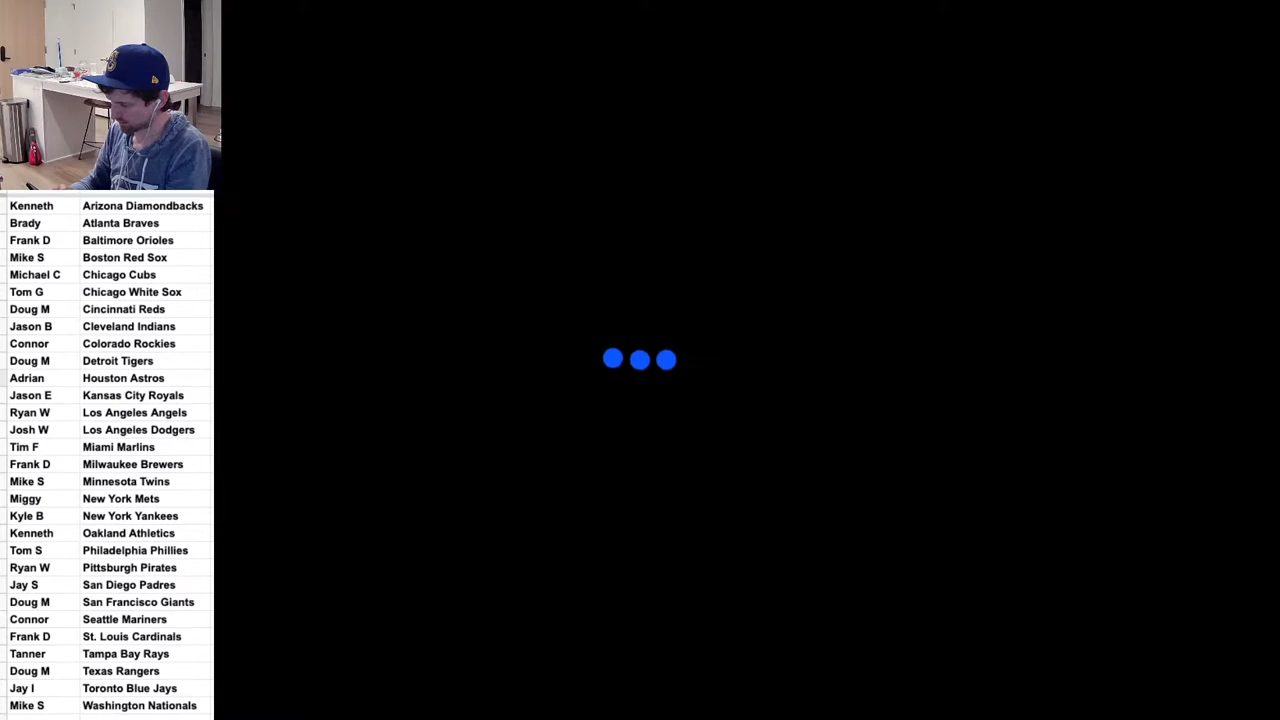 Kenneth Arizona Diamondbacks
Brady Atlanta Braves
Frank D Baltimore Orioles
Mike S Boston Red Sox
Michael C Chicago Cubs
Tom G Chicago White Sox
Doug M Cincinnati Reds
Jason B Cleveland Indians
Connor Colorado Rockies
Doug M Detroit Tigers
Adrian Houston Astros
Jason E Kansas City Royals
Ryan W Los Angeles Angels
Josh W Los Angeles Dodgers
Tim F Miami Marlins
Frank D Milwaukee Brewers
Mike S Minnesota Twins
Miggy New York Mets
Kyle B New York Yankees
Kenneth Oakland Athletics
Tom S Philadelphia Phillies
Ryan W Pittsburgh Pirates
Jay S San Diego Padres
Doug M San Francisco Giants
Connor Seattle Mariners
Frank D St. Louis Cardinals
Tanner Tampa Bay Rays
Doug M Texas Rangers
Jay I Toronto Blue Jays
Mike S Washington Nationals